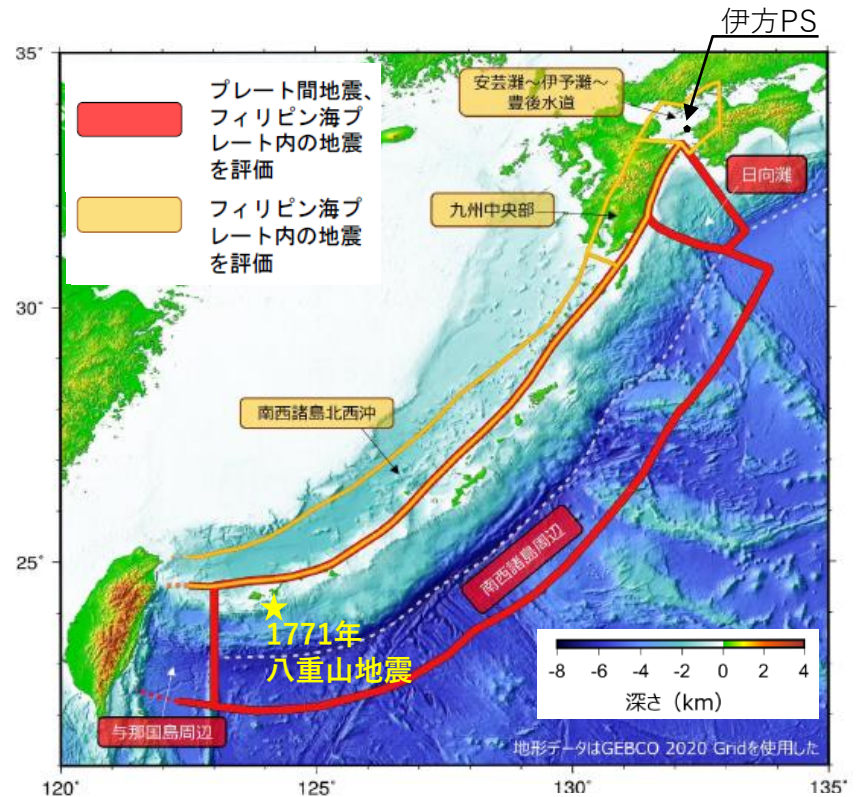 伊方PS
35°
プレート間地震、
フィリピン海プ
レート内の地震
を評価
フィリピン海プ
レート内の地震
を評価
安芸灘～伊予灘～
豊後水道
日向灘
九州中央部
30°
南西諸島北西沖
25°
南西諸島周辺
1771年
八重山地震
-8 -6 -4 -2 0 2 4
深さ（km）
与那国島周辺
地形データはGEBCO 2020 Gridを使用した
120° 125° 130° 135°